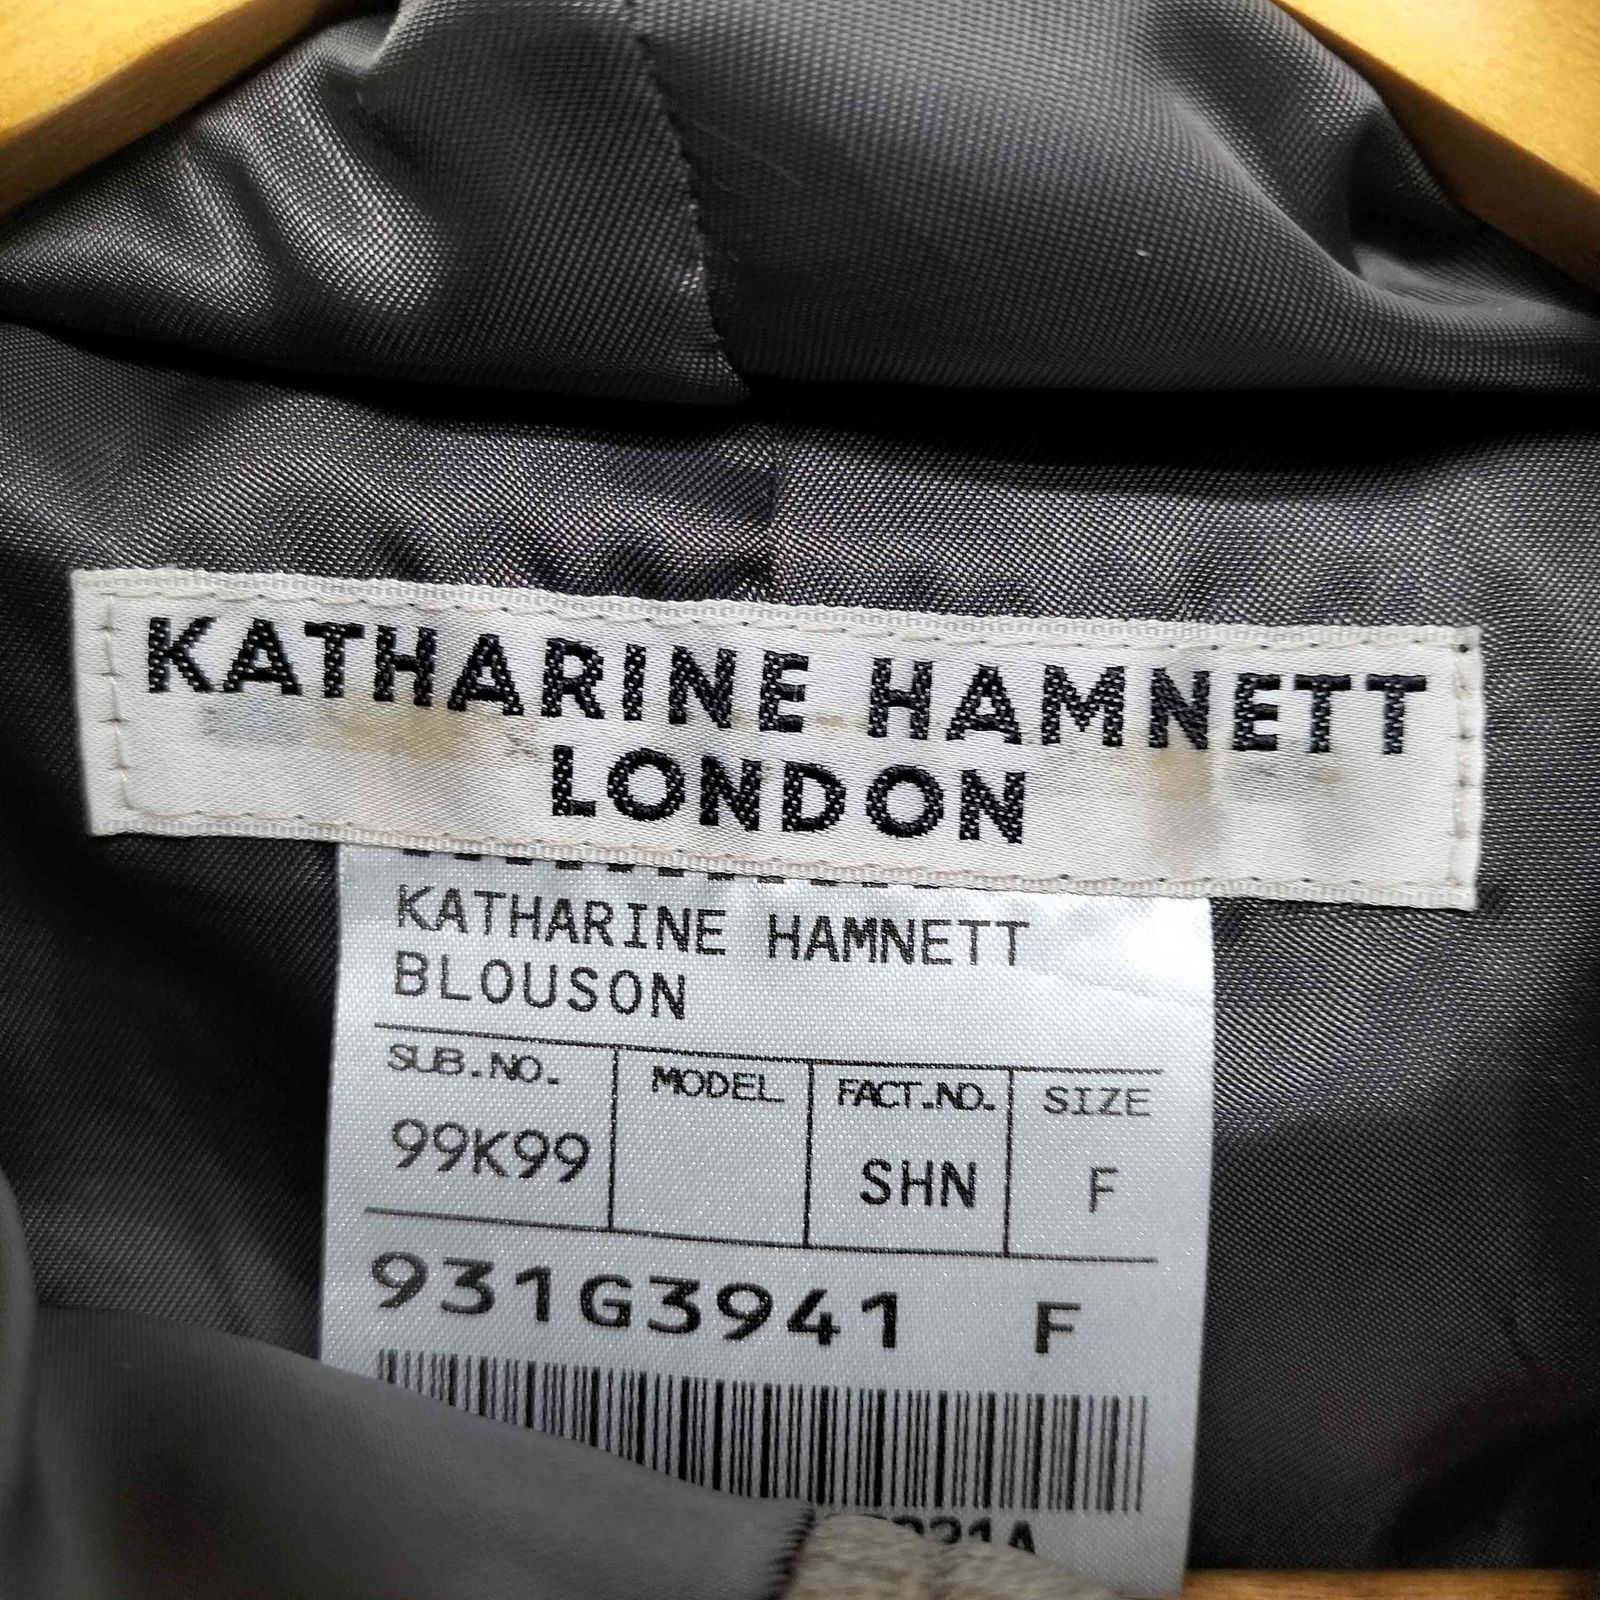 KATHARINE HAMNETT
LONDON
KATHARINE HAMNETT
BLOUSON
SUB.NO. MODEL FACT.NO. SIZE
99K99 SHN F
931G3941 F